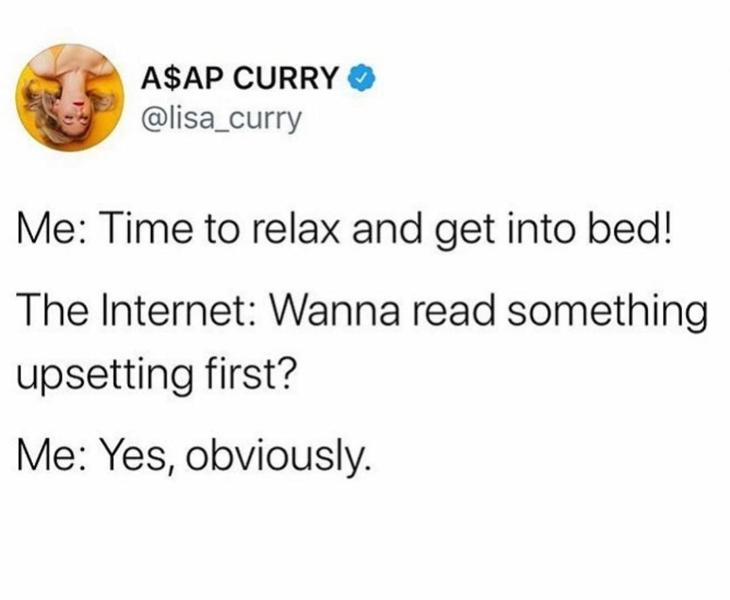 A$AP CURRY
@lisa_curry
Me: Time to relax and get into bed!
The Internet: Wanna read something
upsetting first?
Me: Yes, obviously.